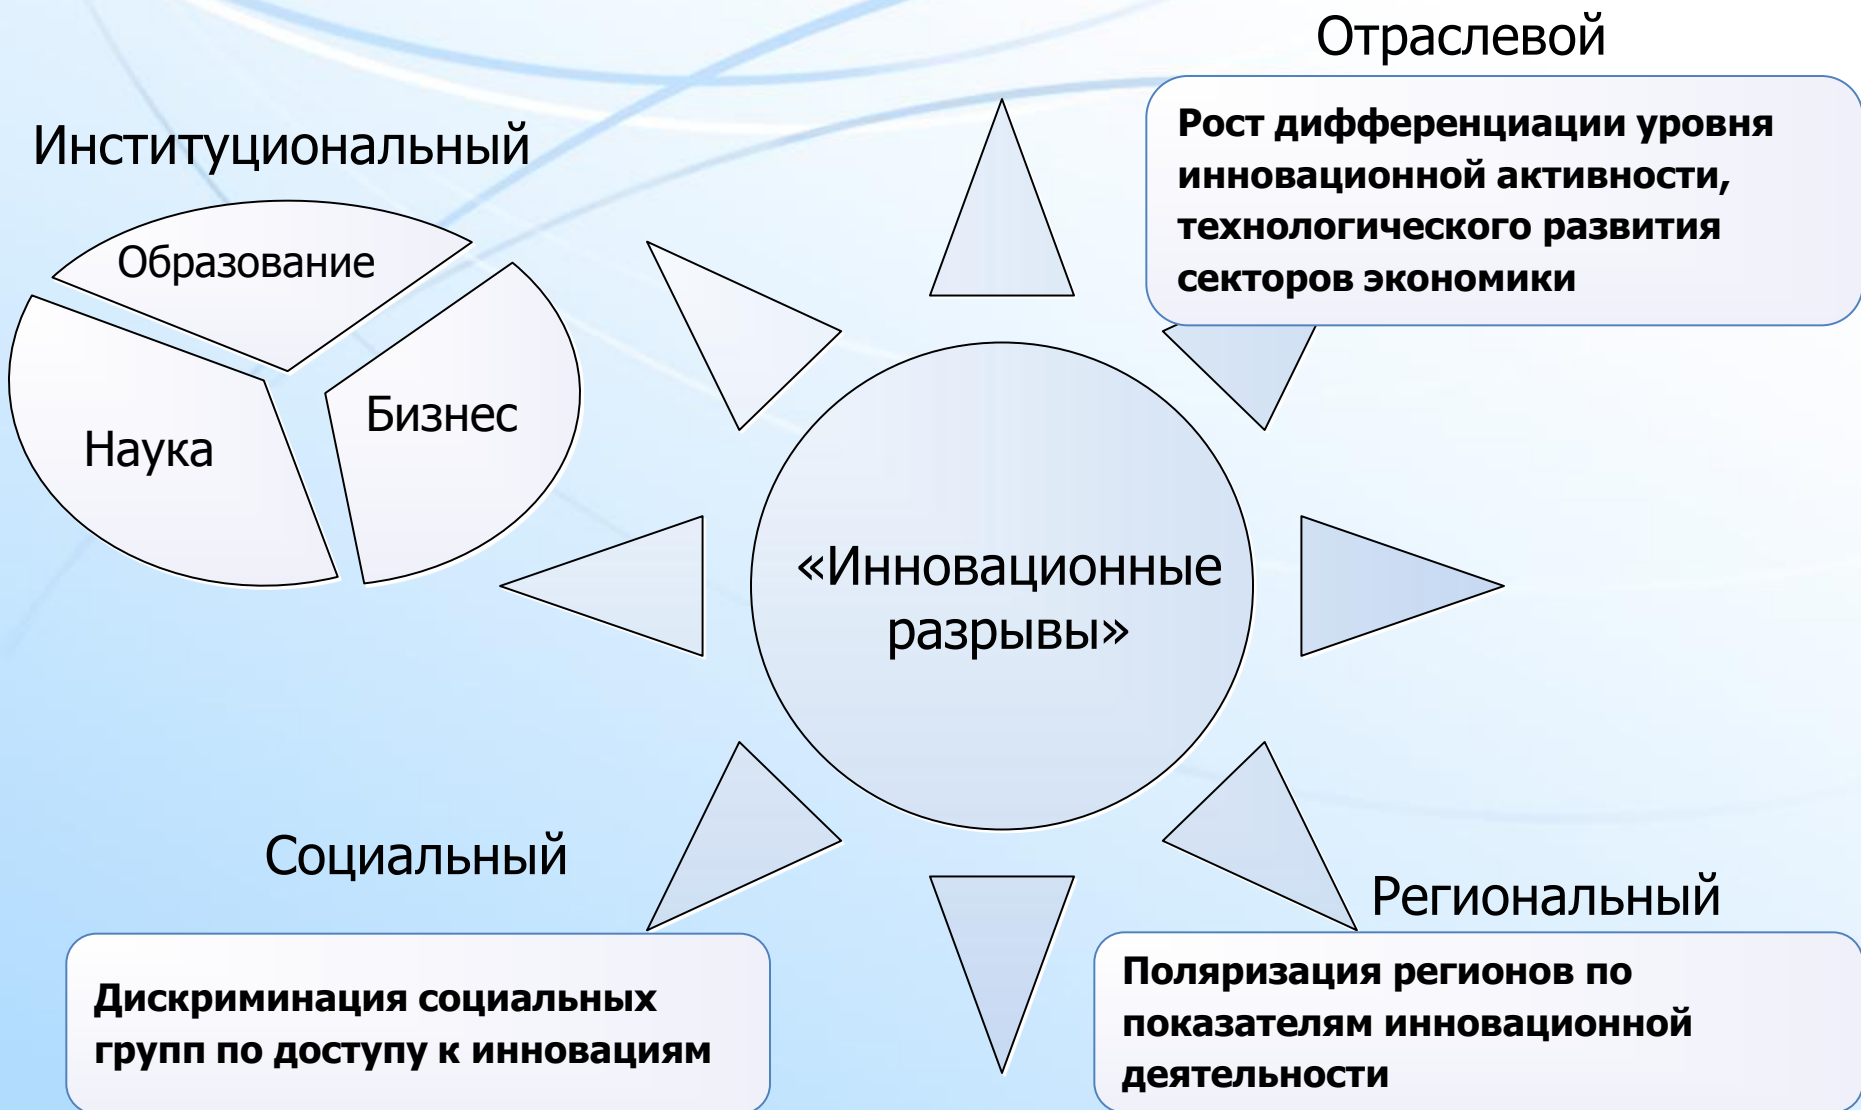 Отраслевой
Рост дифференциации уровня
инновационной активности,
технологического развития
секторов экономики
Институциональный
Образование
Бизнес
Наука
«Инновационные
разрывы»
Социальный
Дискриминация социальных
групп по доступу к инновациям
Региональный
Поляризация регионов по
показателям инновационной
деятельности